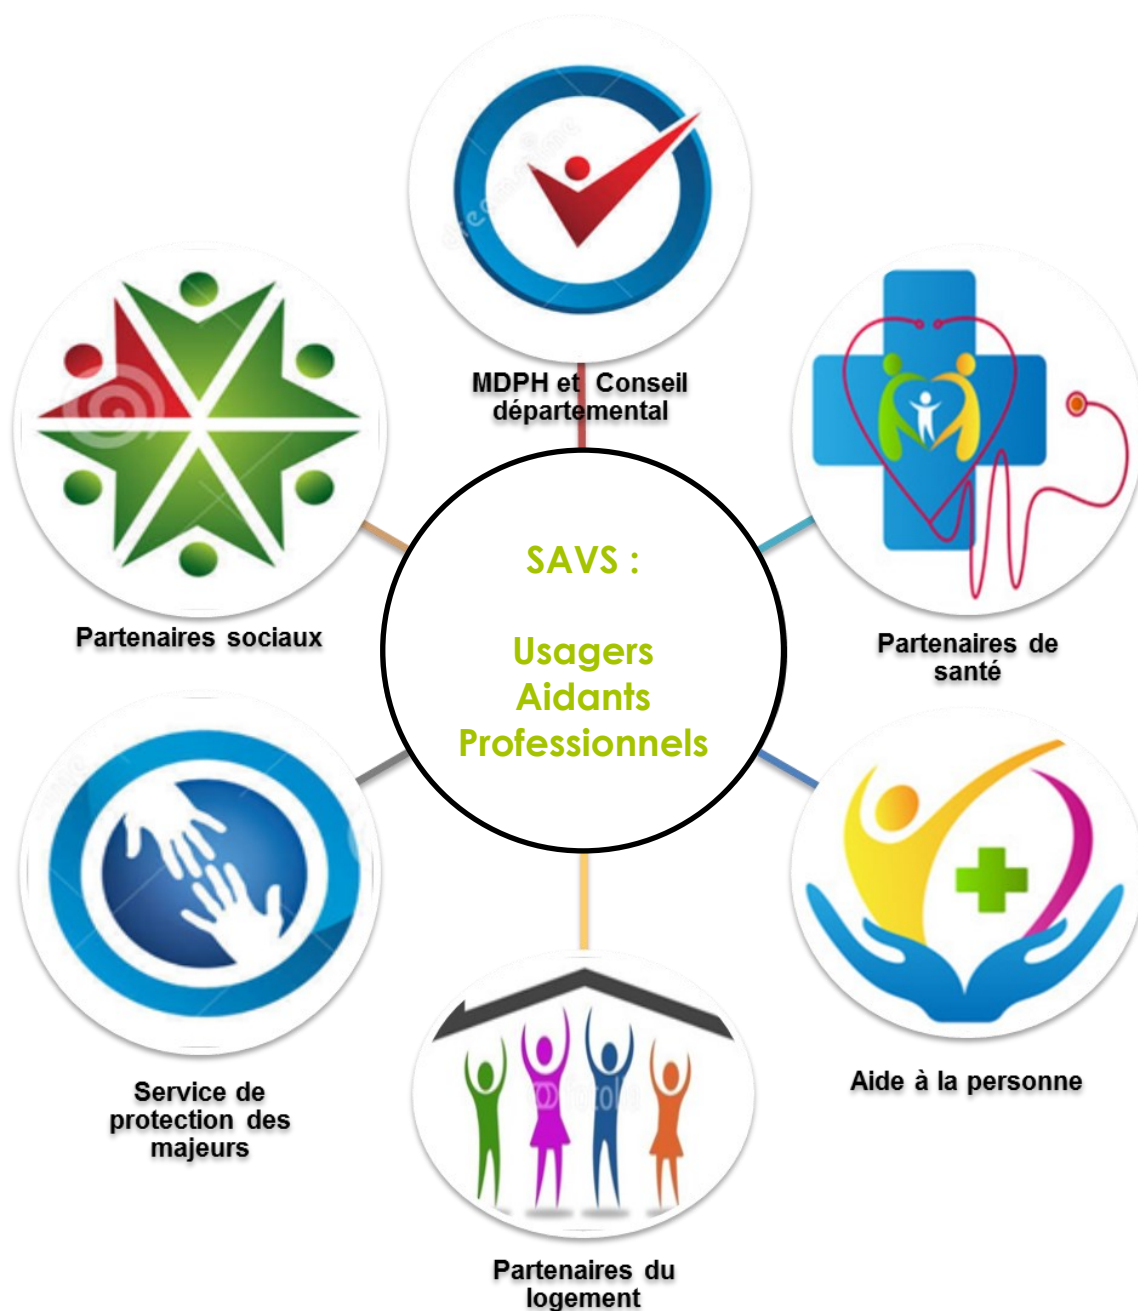 MDPH et Conseil
départemental
Partenaires sociaux
SAVS :
Usagers
Aidants
Professionnels
Partenaires de
santé
Service de
protection des
majeurs
Aide à la personne
Partenaires du
logement